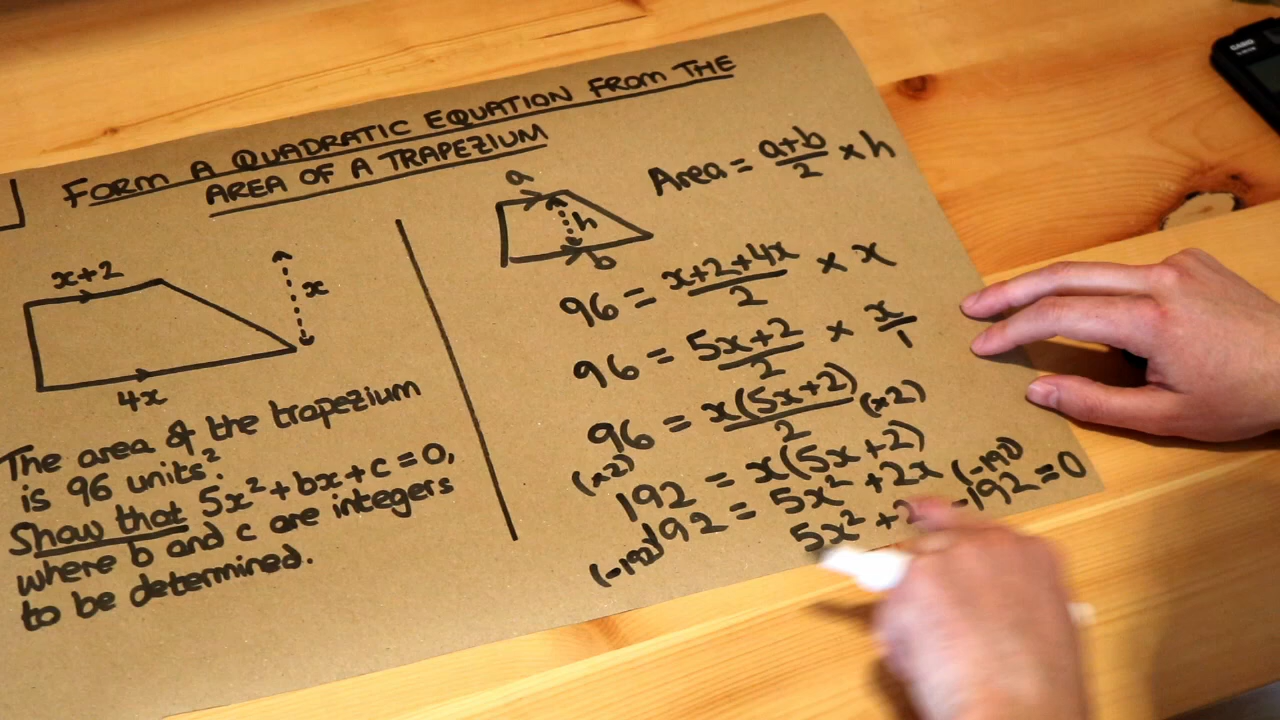 FORM A QUADRATIC EQUATION FROM THE
AREA OF A TRAPEZIUM
x+2
x
4x
The area of the trapezium
is 96 units².
Show that 5x²+bx+c=0,
where b and c are integers
to be determined.
a
h
b
Area = a+b/2 × h
96 = x+2+4x/2 × x
96 = 5x+2/2 × x/1
96 = x(5x+2)/2
(×2) (×2)
192 = x(5x+2)
192 = 5x² +2x
(-192) (-192)
5x² +2 -192=0
CASIO